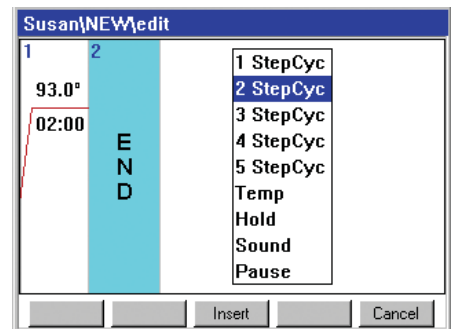 Susan\NEW\edit
1
2
93.0°
02:00
E
N
D
1 StepCyc
2 StepCyc
3 StepCyc
4 StepCyc
5 StepCyc
Temp
Hold
Sound
Pause
Insert
Cancel